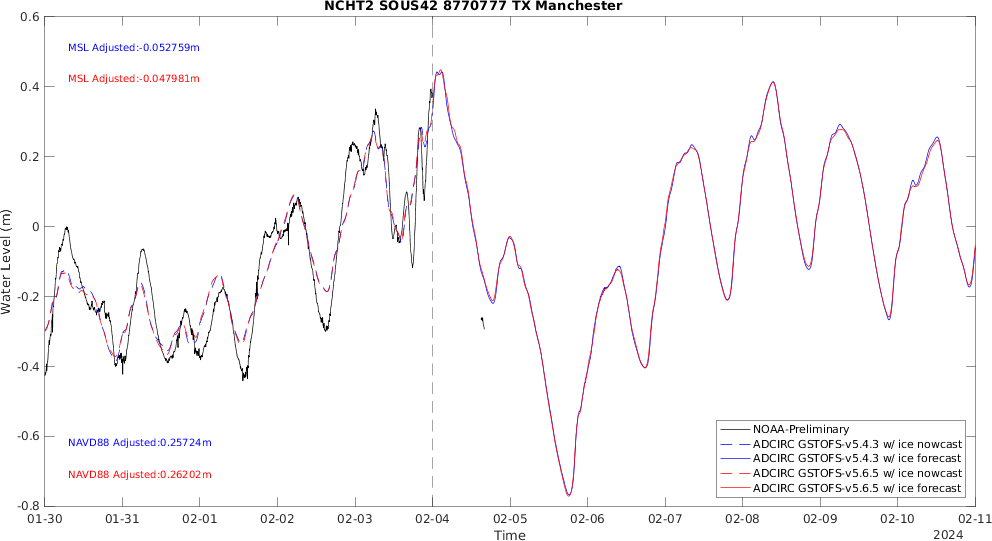 NCHT2 SOUS42 8770777 TX Manchester
0.6
0.4
0.2
0
-0.2
-0.4
-0.6
-0.8
Water Level (m)
MSL Adjusted:-0.052759m
MSL Adjusted:-0.047981m
NAVD88 Adjusted:0.25724m
NAVD88 Adjusted:0.26202m
NOAA-Preliminary
ADCIRC GSTOFS-v5.4.3 w/ ice nowcast
ADCIRC GSTOFS-v5.4.3 w/ ice forecast
ADCIRC GSTOFS-v5.6.5 w/ ice nowcast
ADCIRC GSTOFS-v5.6.5 w/ ice forecast
01-30 01-31 02-01 02-02 02-03 02-04 02-05 02-06 02-07 02-08 02-09 02-10 02-11
Time
2024